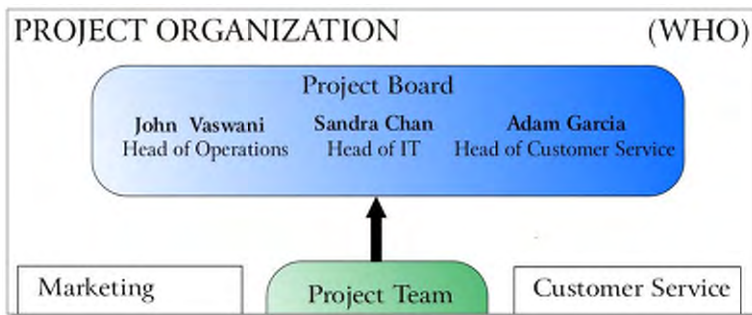 PROJECT ORGANIZATION (WHO)
Project Board
John Vaswani Sandra Chan Adam Garcia
Head of Operations Head of IT Head of Customer Service
Marketing Project Team Customer Service